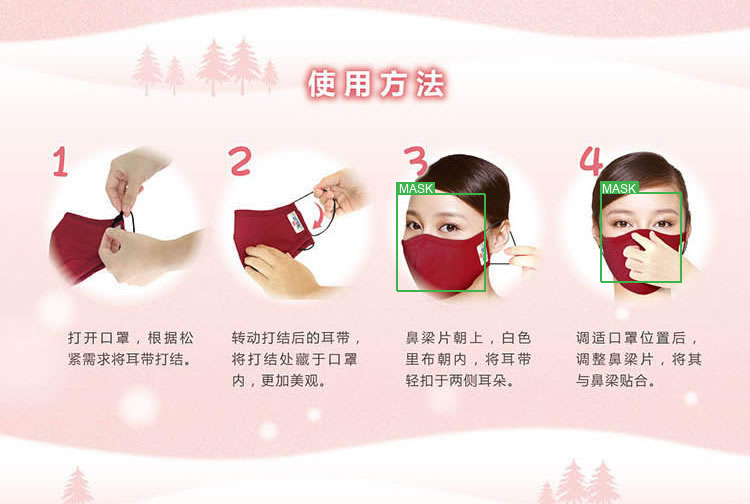 使用方法
1
2
3
4
MASK
MASK
打开口罩，根据松
紧需求将耳带打结。
转动打结后的耳带，
将打结处藏于口罩
内，更加美观。
鼻梁片朝上，白色
里布朝内，将耳带
轻扣于两侧耳朵。
调适口罩位置后，
调整鼻梁片，将其
与鼻梁贴合。